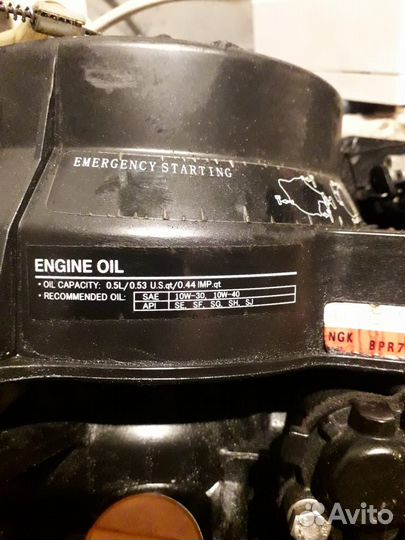 EMERGENCY STARTING
ENGINE OIL
• OIL CAPACITY: 0.5L/0.53 U.S.qt/0.44 IMP.qt
• RECOMMENDED OIL: SAE 10W-30, 10W-40
API SE, SF, SG, SH, SJ
NGK BPR7
Avito